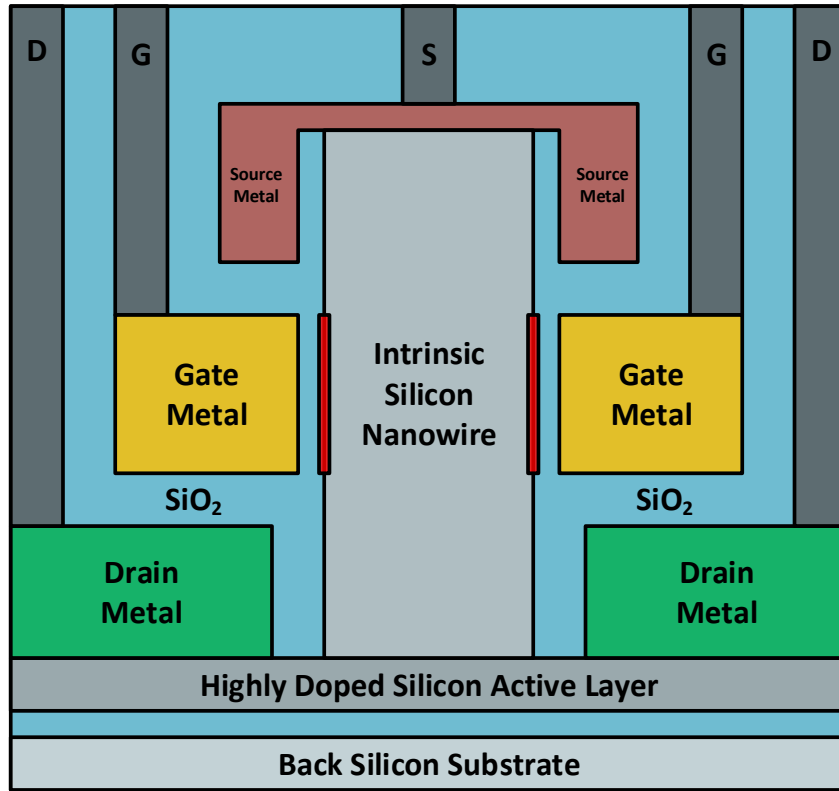 D
G
S
G
D
Source
Metal
Source
Metal
Gate
Metal
Intrinsic
Silicon
Nanowire
Gate
Metal
SiO₂
SiO₂
Drain
Metal
Drain
Metal
Highly Doped Silicon Active Layer
Back Silicon Substrate